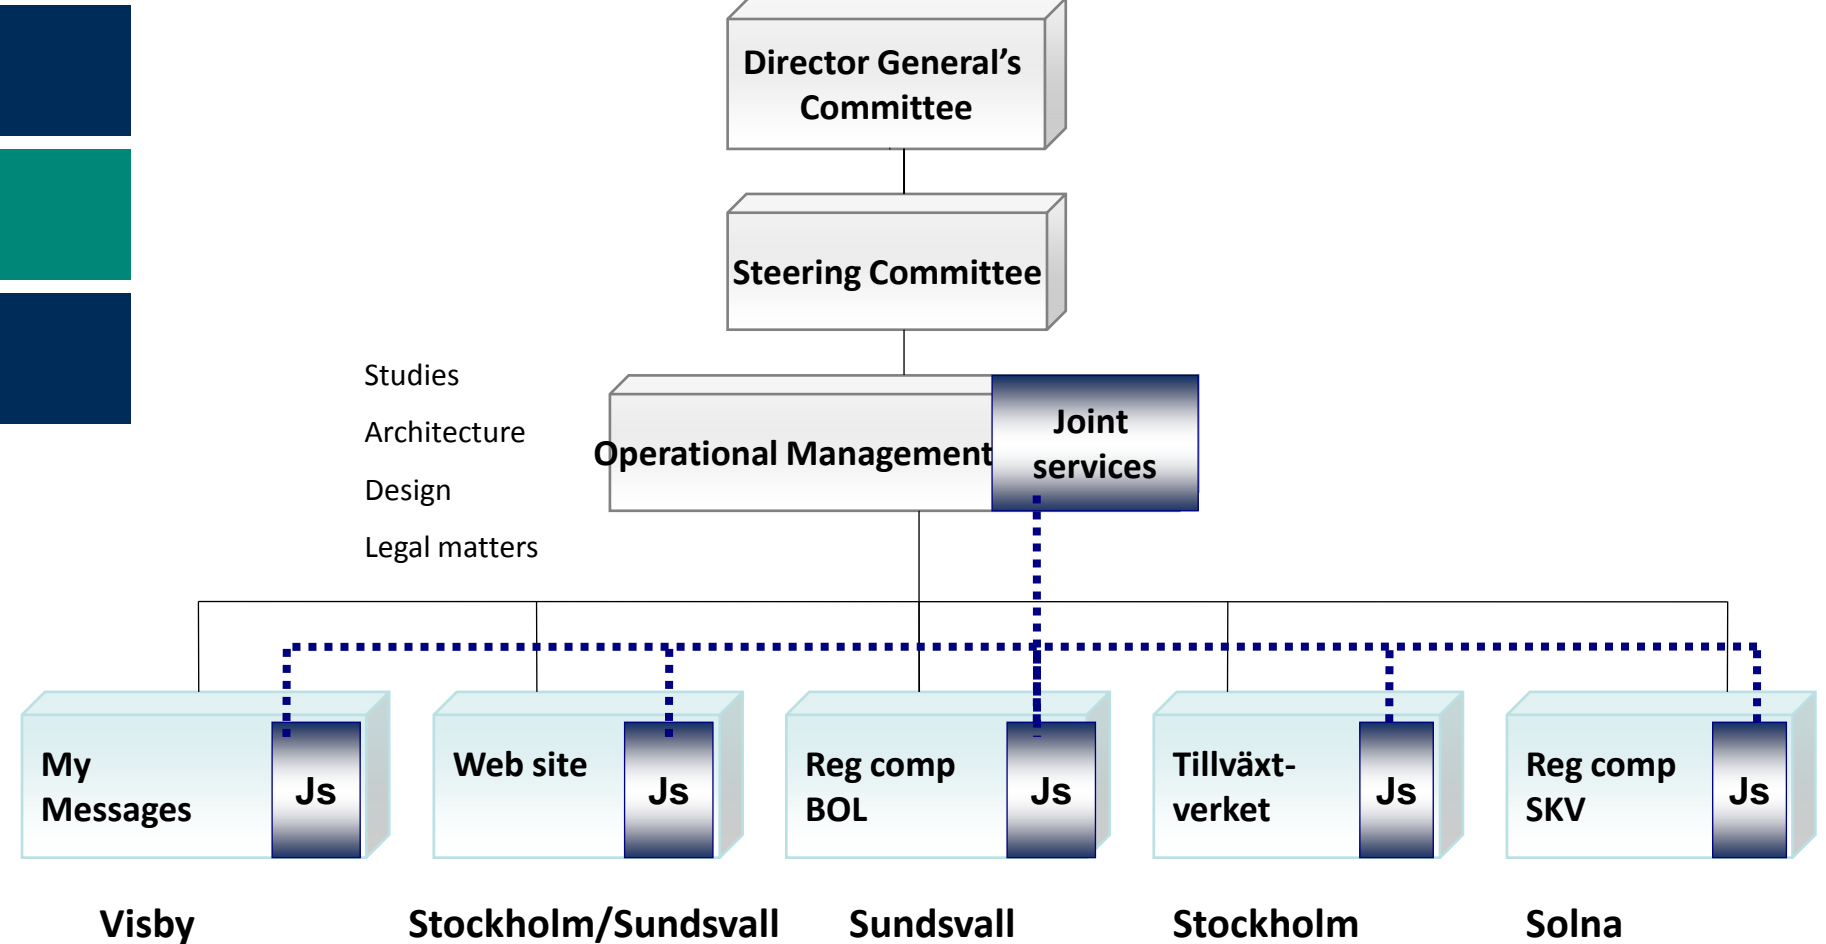 Director General’s
Committee
Steering Committee
Studies
Architecture
Design
Legal matters
Operational Management
Joint
services
My
Messages
Js
Web site
Js
Reg comp
BOL
Js
Tillväxt-
verket
Js
Reg comp
SKV
Js
Visby
Stockholm/Sundsvall
Sundsvall
Stockholm
Solna